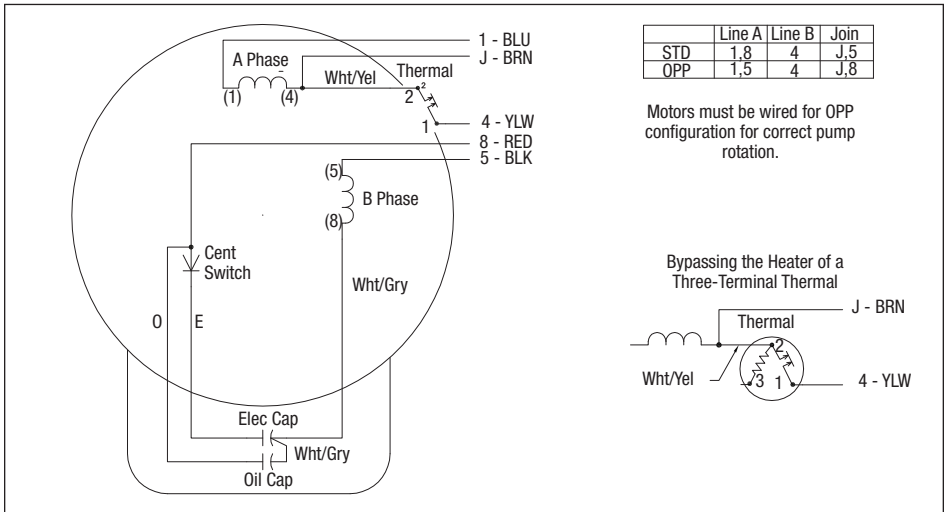 1 - BLU
J - BRN
A Phase
Wht/Yel
Thermal
(1)
(4)
2
2
1
4 - YLW
8 - RED
5 - BLK
(5)
B Phase
(8)
Cent
Switch
Wht/Gry
O
E
Elec Cap
Wht/Gry
Oil Cap
Line A Line B Join
STD 1,8 4 J,5
OPP 1,5 4 J,8
Motors must be wired for OPP
configuration for correct pump
rotation.
Bypassing the Heater of a
Three-Terminal Thermal
J - BRN
Thermal
2
Wht/Yel
3
1
4 - YLW